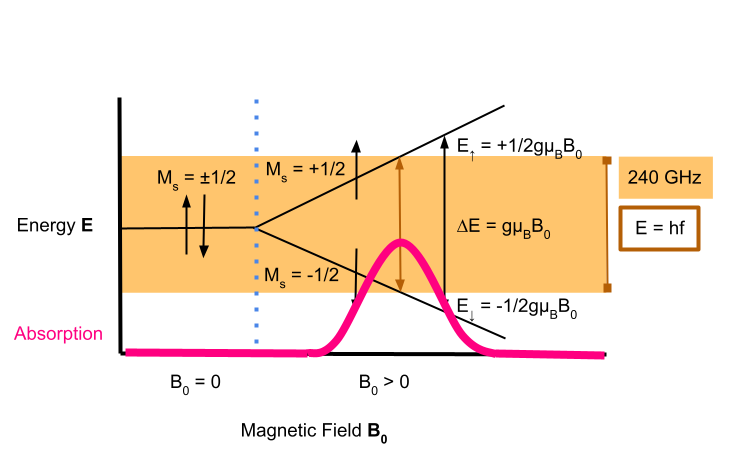 E↑ = +1/2gμBB0
Ms = +1/2
Ms = ±1/2
240 GHz
Energy E
ΔE = gμBB0
E = hf
Ms = -1/2
E↓ = -1/2gμBB0
Absorption
B0 = 0
B0 > 0
Magnetic Field B0